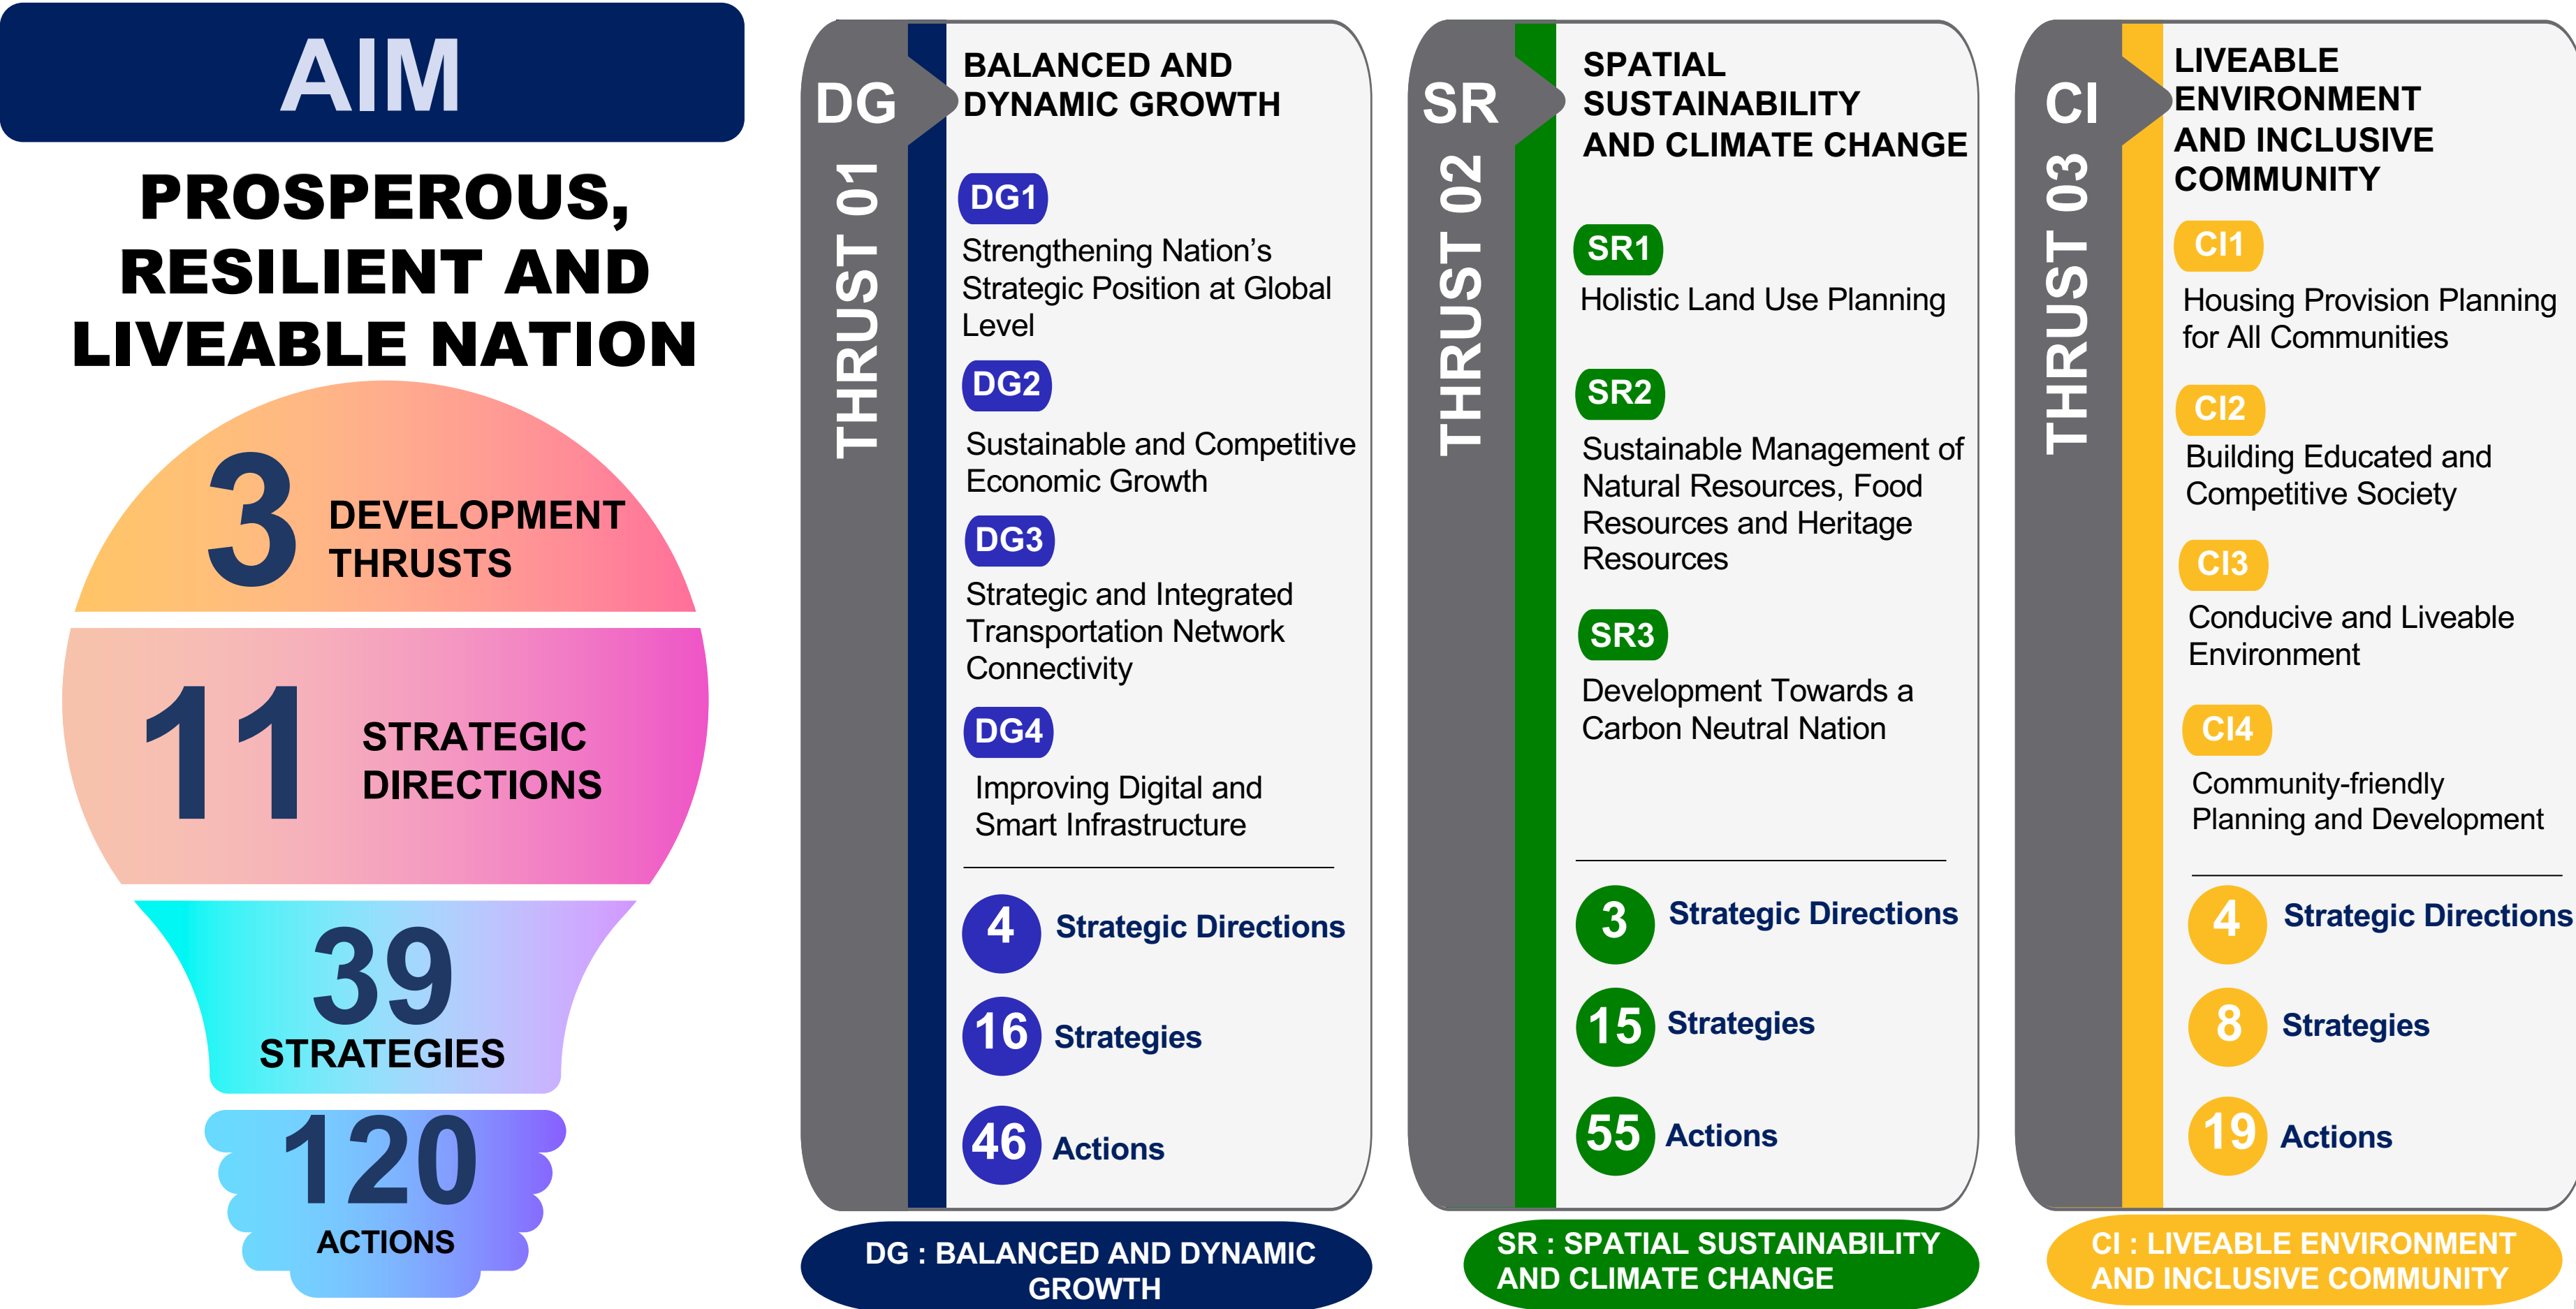 AIM
PROSPEROUS,
RESILIENT AND
LIVEABLE NATION
3
DEVELOPMENT
THRUSTS
11
STRATEGIC
DIRECTIONS
39
STRATEGIES
120
ACTIONS
DG
THRUST 01
BALANCED AND
DYNAMIC GROWTH
DG1
Strengthening Nation’s
Strategic Position at Global
Level
DG2
Sustainable and Competitive
Economic Growth
DG3
Strategic and Integrated
Transportation Network
Connectivity
DG4
Improving Digital and
Smart Infrastructure
4 Strategic Directions
16 Strategies
46 Actions
DG : BALANCED AND DYNAMIC
GROWTH
SR
THRUST 02
SPATIAL
SUSTAINABILITY
AND CLIMATE CHANGE
SR1
Holistic Land Use Planning
SR2
Sustainable Management of
Natural Resources, Food
Resources and Heritage
Resources
SR3
Development Towards a
Carbon Neutral Nation
3 Strategic Directions
15 Strategies
55 Actions
SR : SPATIAL SUSTAINABILITY
AND CLIMATE CHANGE
CI
THRUST 03
LIVEABLE
ENVIRONMENT
AND INCLUSIVE
COMMUNITY
CI1
Housing Provision Planning
for All Communities
CI2
Building Educated and
Competitive Society
CI3
Conducive and Liveable
Environment
CI4
Community-friendly
Planning and Development
4 Strategic Directions
8 Strategies
19 Actions
CI : LIVEABLE ENVIRONMENT
AND INCLUSIVE COMMUNITY